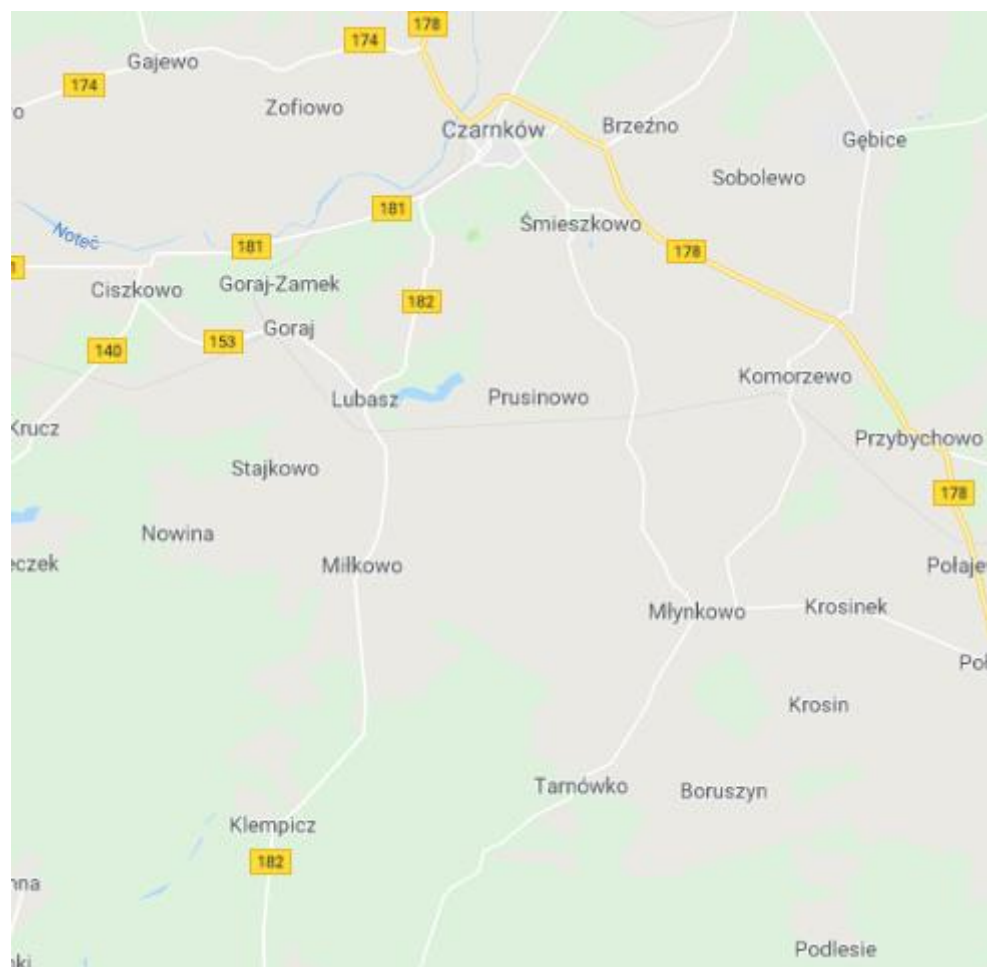 178
174
Gajewo
174
Zofiowo
Czarnków
Brzeźno
Gębice
Sobolewo
181
Śmieszkowo
Noteć
181
178
Goraj-Zamek
Ciszkowo
182
Goraj
153
140
Komorzewo
Lubasz
Prusinowo
Krucz
Przybychowo
Stajkowo
178
Nowina
Miłkowo
Połaje
Młynkowo
Krosinek
Krosin
Tarnówko
Boruszyn
Klempicz
182
Podlesie